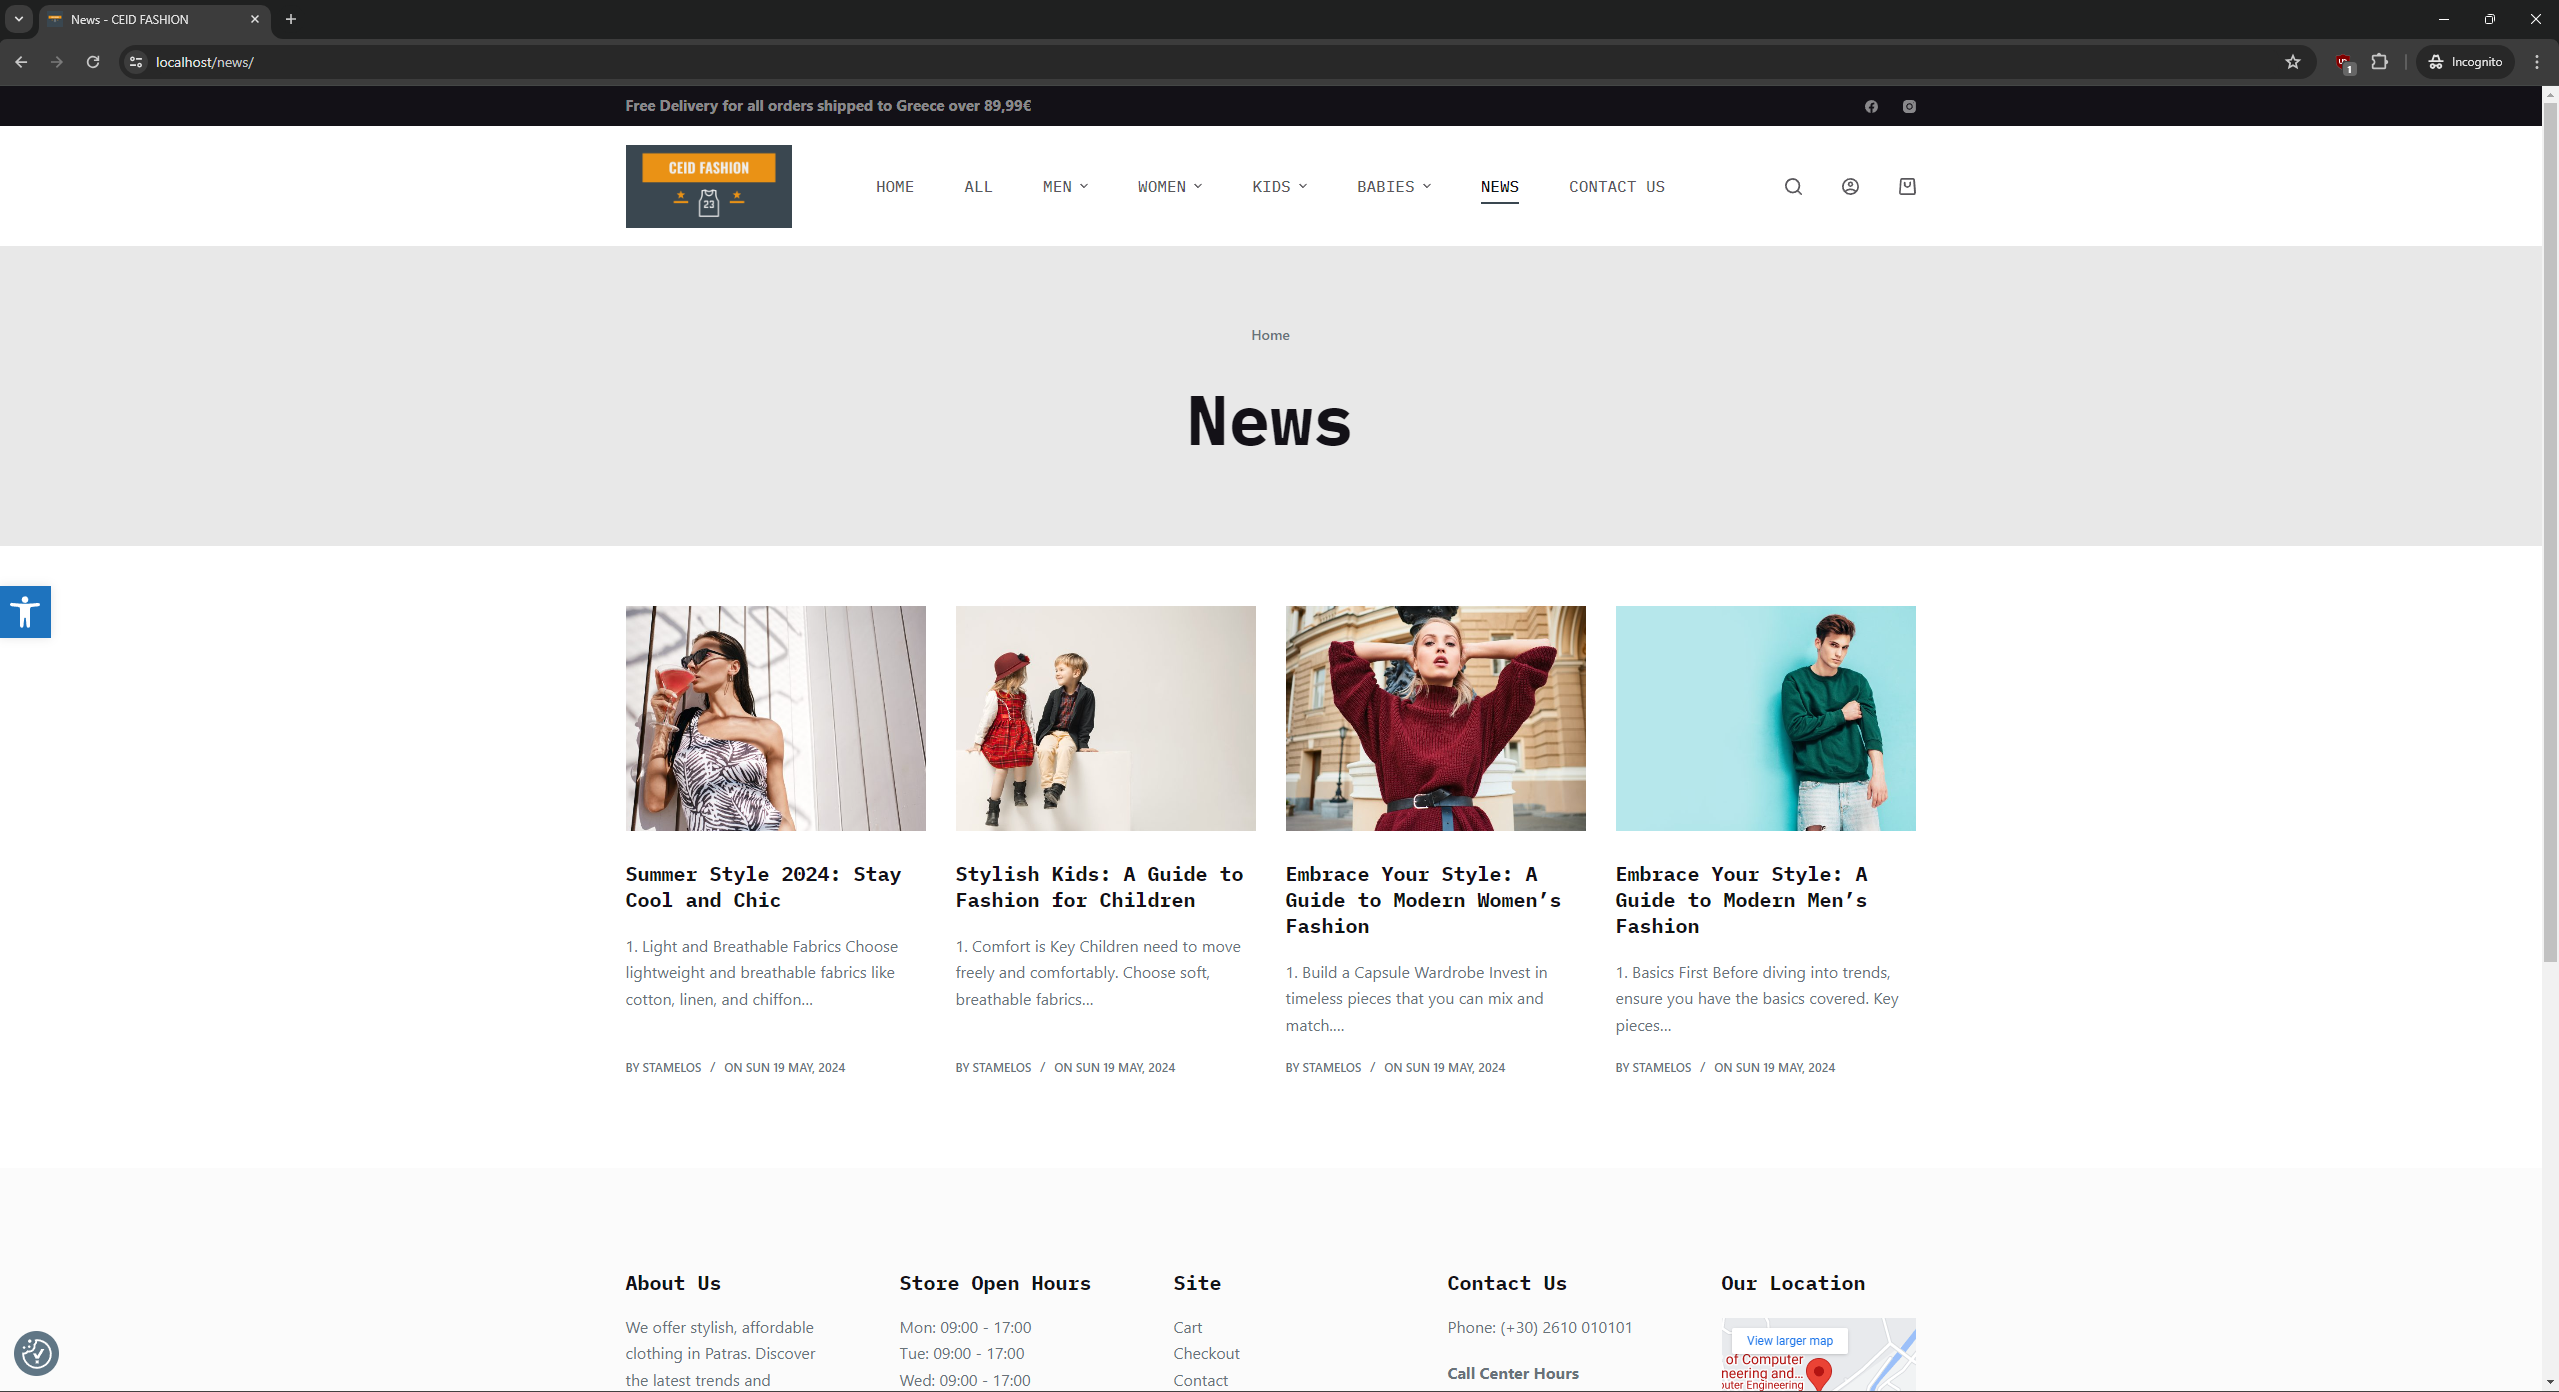 News - CEID FASHION
localhost/news/
1
Incognito
Free Delivery for all orders shipped to Greece over 89,99€
CEID FASHION
23
HOME
ALL
MEN
WOMEN
KIDS
BABIES
NEWS
CONTACT US
Home
News
Summer Style 2024: Stay
Cool and Chic
1. Light and Breathable Fabrics Choose
lightweight and breathable fabrics like
cotton, linen, and chiffon…
BY STAMELOS / ON SUN 19 MAY, 2024
Stylish Kids: A Guide to
Fashion for Children
1. Comfort is Key Children need to move
freely and comfortably. Choose soft,
breathable fabrics…
BY STAMELOS / ON SUN 19 MAY, 2024
Embrace Your Style: A
Guide to Modern Women’s
Fashion
1. Build a Capsule Wardrobe Invest in
timeless pieces that you can mix and
match.…
BY STAMELOS / ON SUN 19 MAY, 2024
Embrace Your Style: A
Guide to Modern Men’s
Fashion
1. Basics First Before diving into trends,
ensure you have the basics covered. Key
pieces…
BY STAMELOS / ON SUN 19 MAY, 2024
About Us
We offer stylish, affordable
clothing in Patras. Discover
the latest trends and
Store Open Hours
Mon: 09:00 - 17:00
Tue: 09:00 - 17:00
Wed: 09:00 - 17:00
Site
Cart
Checkout
Contact
Contact Us
Phone: (+30) 2610 010101
Call Center Hours
Our Location
View larger map
of Computer
neering and...
uter Engineering